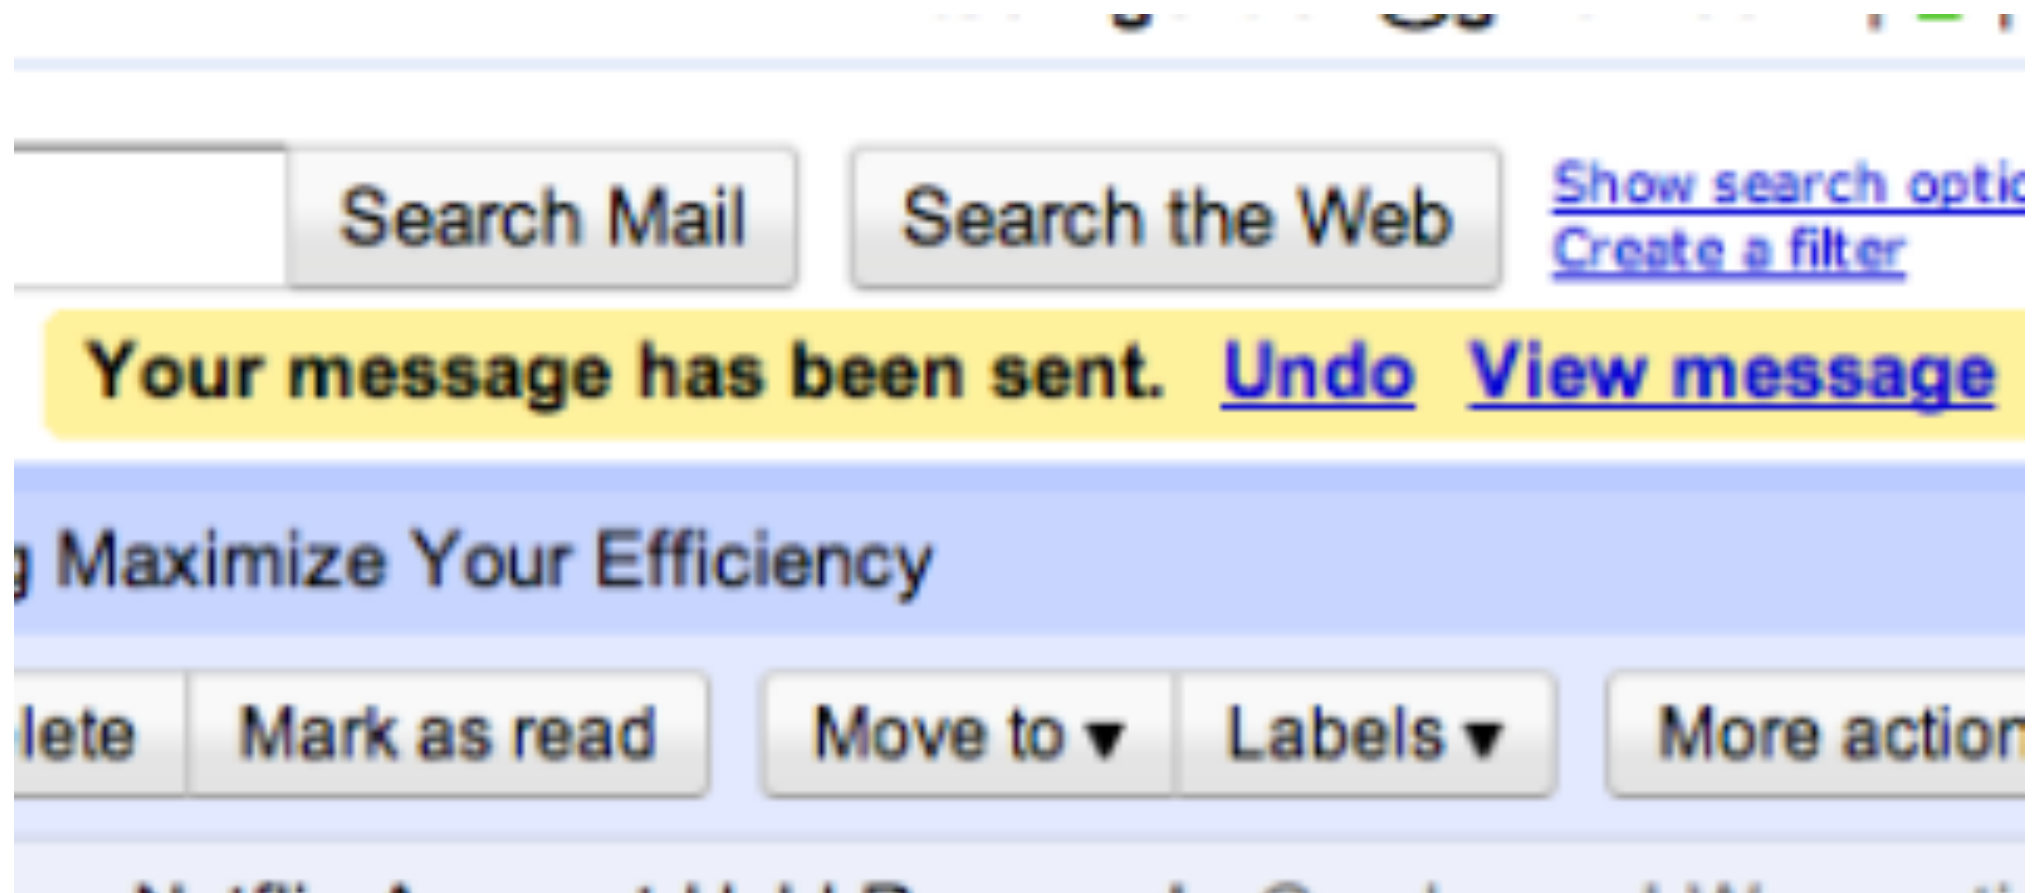 Search Mail Search the Web Show search optio
Create a filter
Your message has been sent. Undo View message
g Maximize Your Efficiency
lete Mark as read Move to ▼ Labels ▼ More action